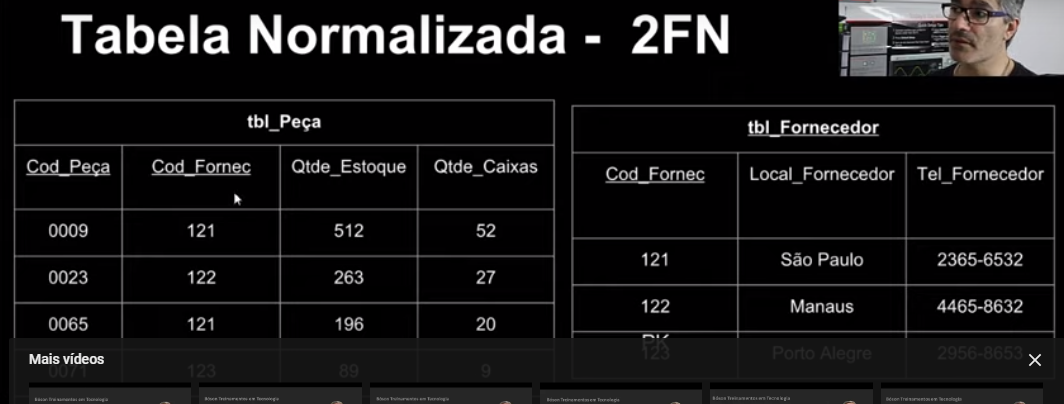 Tabela Normalizada - 2FN
tbl_Peça
Cod_Peça Cod_Fornec Qtde_Estoque Qtde_Caixas
0009 121 512 52
0023 122 263 27
0065 121 196 20
0071 123 89 9
tbl_Fornecedor
Cod_Fornec Local_Fornecedor Tel_Fornecedor
121 São Paulo 2365-6532
122 Manaus 4465-8632
PK
123 Porto Alegre 2956-8653
Mais vídeos
Bóson Treinamentos em Tecnologia
Bóson Treinamentos em Tecnologia
Bóson Treinamentos em Tecnologia
Bóson Treinamentos em Tecnologia
Bóson Treinamentos em Tecnologia
Bóson Treinamentos em Tecnologia